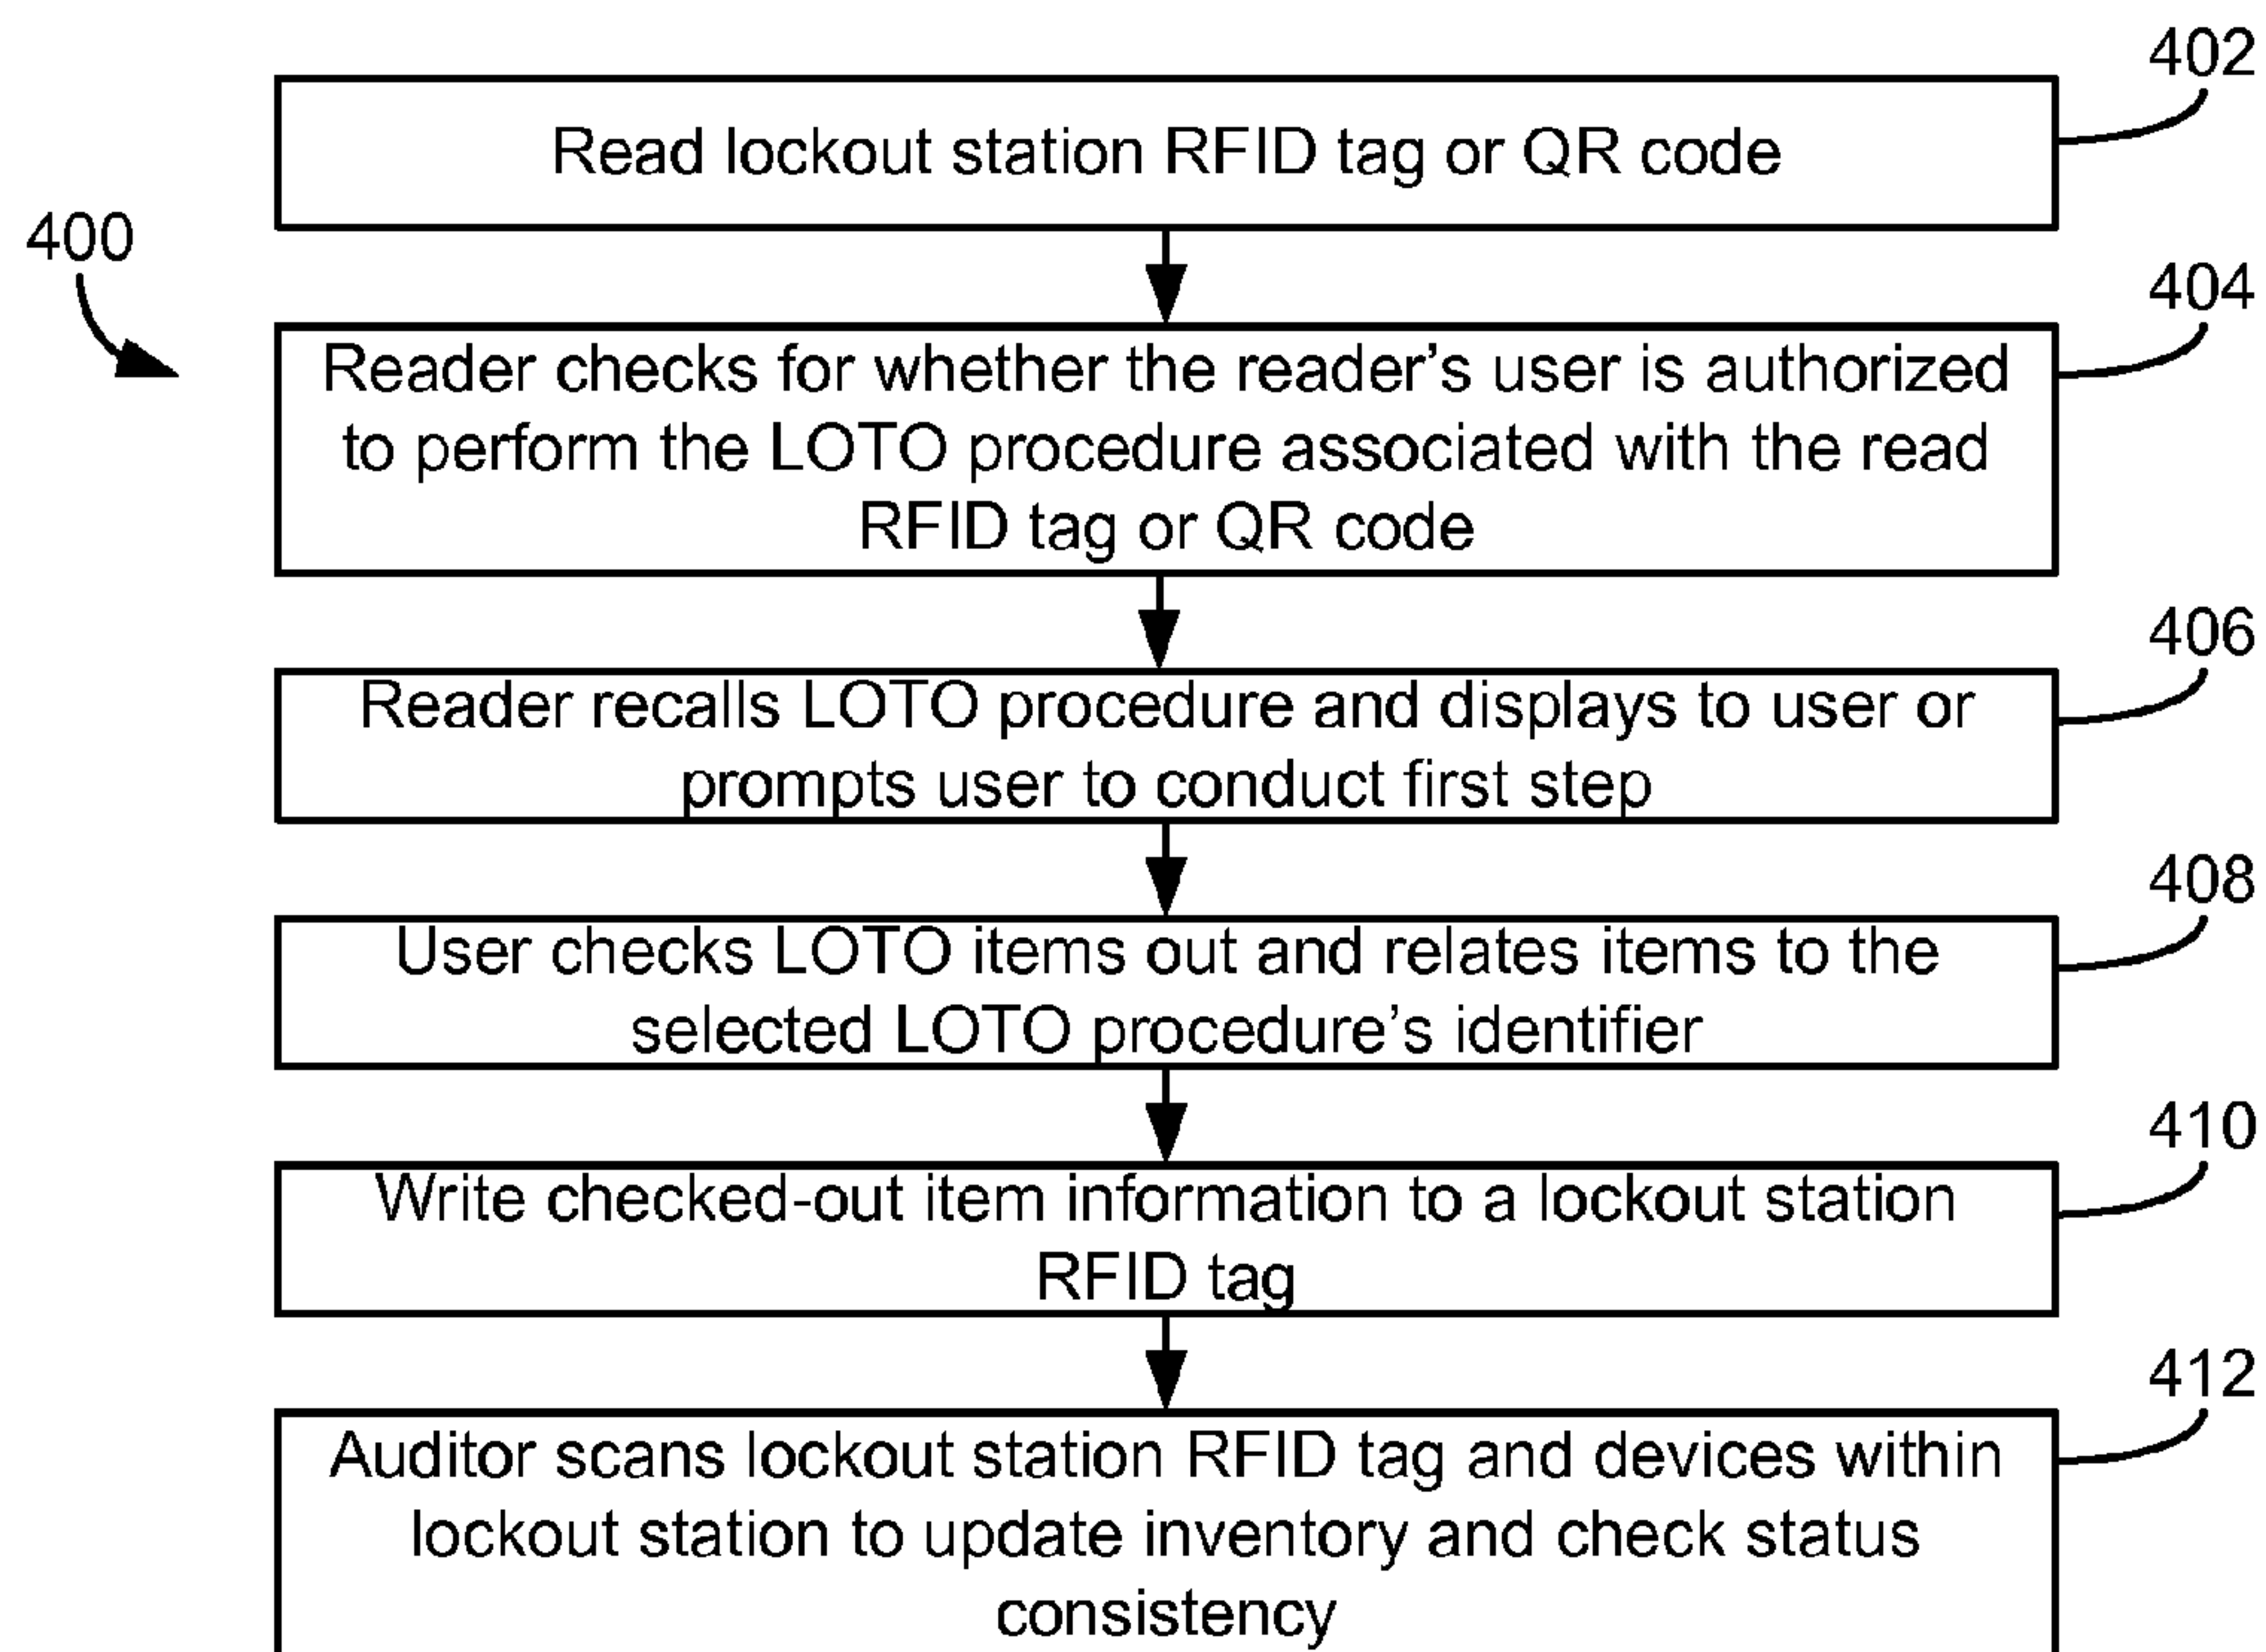 402
Read lockout station RFID tag or QR code
400
404
Reader checks for whether the reader’s user is authorized
to perform the LOTO procedure associated with the read
RFID tag or QR code
406
Reader recalls LOTO procedure and displays to user or
prompts user to conduct first step
408
User checks LOTO items out and relates items to the
selected LOTO procedure’s identifier
410
Write checked-out item information to a lockout station
RFID tag
412
Auditor scans lockout station RFID tag and devices within
lockout station to update inventory and check status
consistency